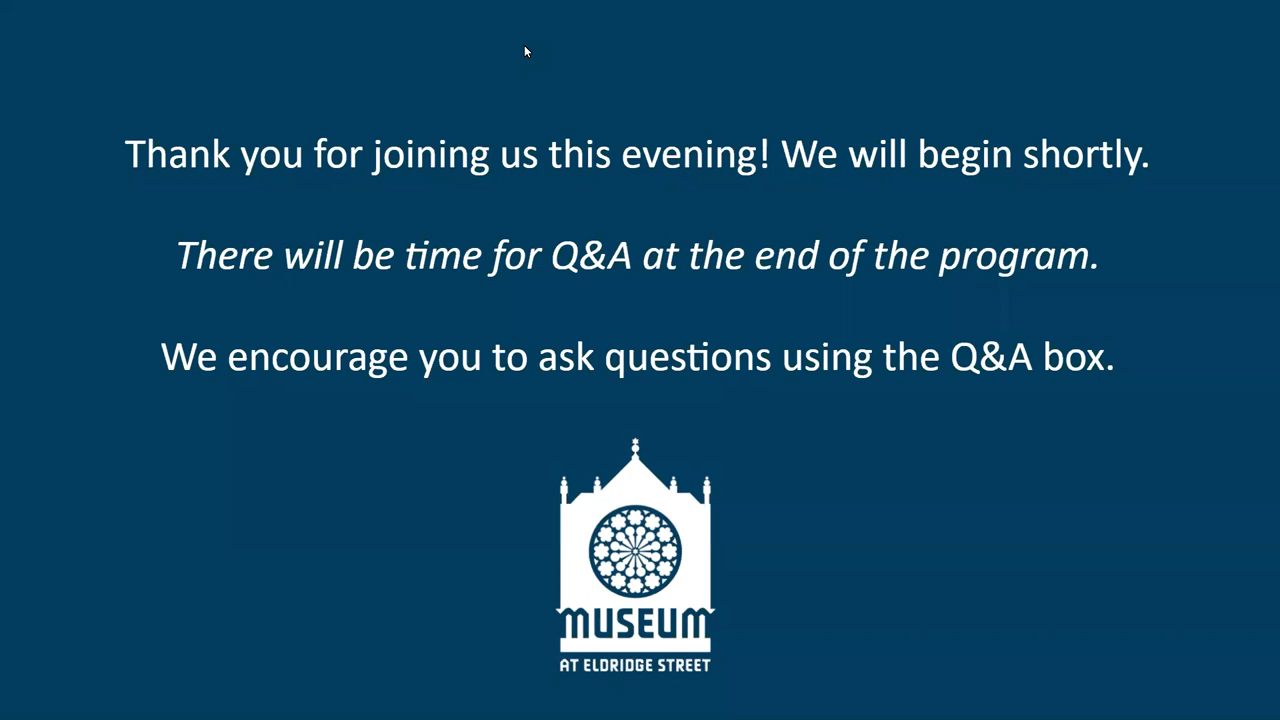 Thank you for joining us this evening! We will begin shortly.
There will be time for Q&A at the end of the program.
We encourage you to ask questions using the Q&A box.
MUSEUM
AT ELDRIDGE STREET